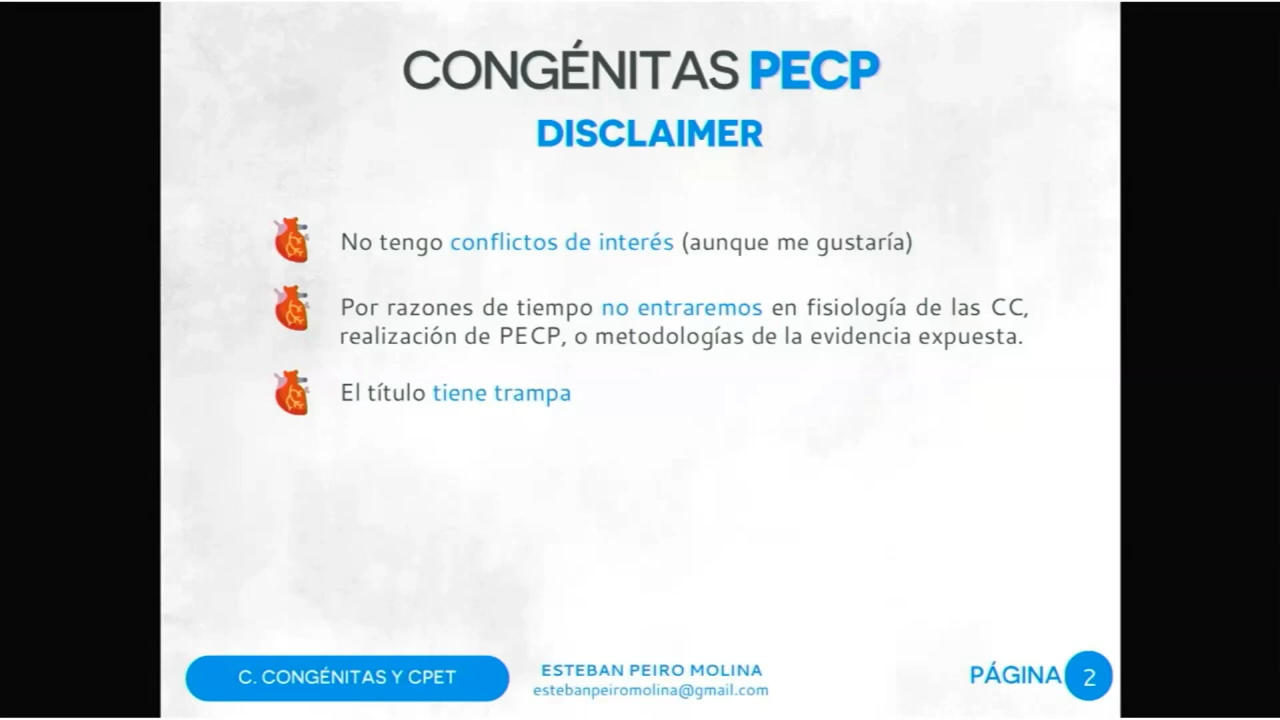 CONGÉNITAS PECP
DISCLAIMER
No tengo conflictos de interés (aunque me gustaría)
Por razones de tiempo no entraremos en fisiología de las CC,
realización de PECP, o metodologías de la evidencia expuesta.
El título tiene trampa
C. CONGÉNITAS Y CPET
ESTEBAN PEIRO MOLINA
estebanpeiromolina@gmail.com
PÁGINA 2